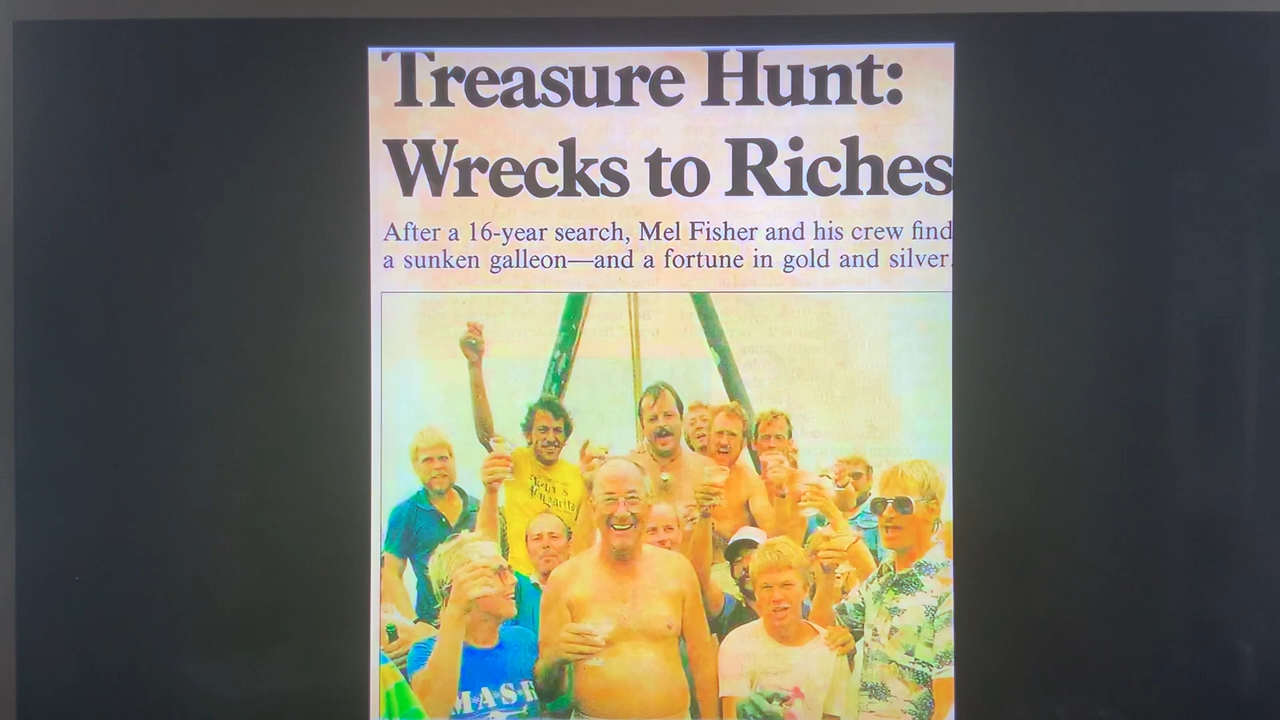 Treasure Hunt:
Wrecks to Riches
After a 16-year search, Mel Fisher and his crew find
a sunken galleon—and a fortune in gold and silver.
MASH